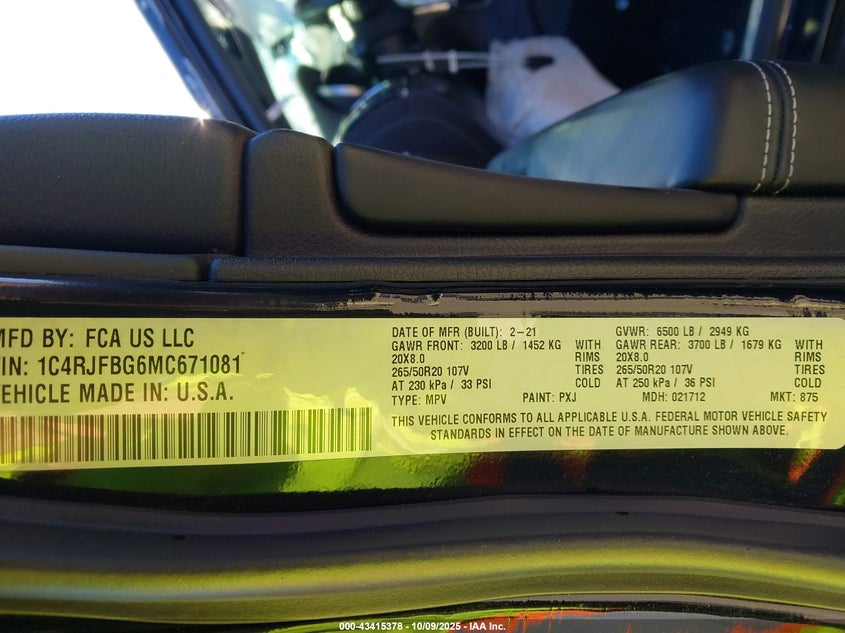 MFD BY: FCA US LLC
VIN: 1C4RJFBG6MC671081
VEHICLE MADE IN: U.S.A.
DATE OF MFR (BUILT): 2-21 GVWR: 6500 LB / 2949 KG
GAWR FRONT: 3200 LB / 1452 KG WITH GAWR REAR: 3700 LB / 1679 KG WITH
20X8.0 RIMS 20X8.0 RIMS
265/50R20 107V TIRES 265/50R20 107V TIRES
AT 230 kPa / 33 PSI COLD AT 250 kPa / 36 PSI COLD
TYPE: MPV PAINT: PXJ MDH: 021712 MKT: 875
THIS VEHICLE CONFORMS TO ALL APPLICABLE U.S.A. FEDERAL MOTOR VEHICLE SAFETY
STANDARDS IN EFFECT ON THE DATE OF MANUFACTURE SHOWN ABOVE.
000-43415378 - 10/09/2025 - IAA Inc.